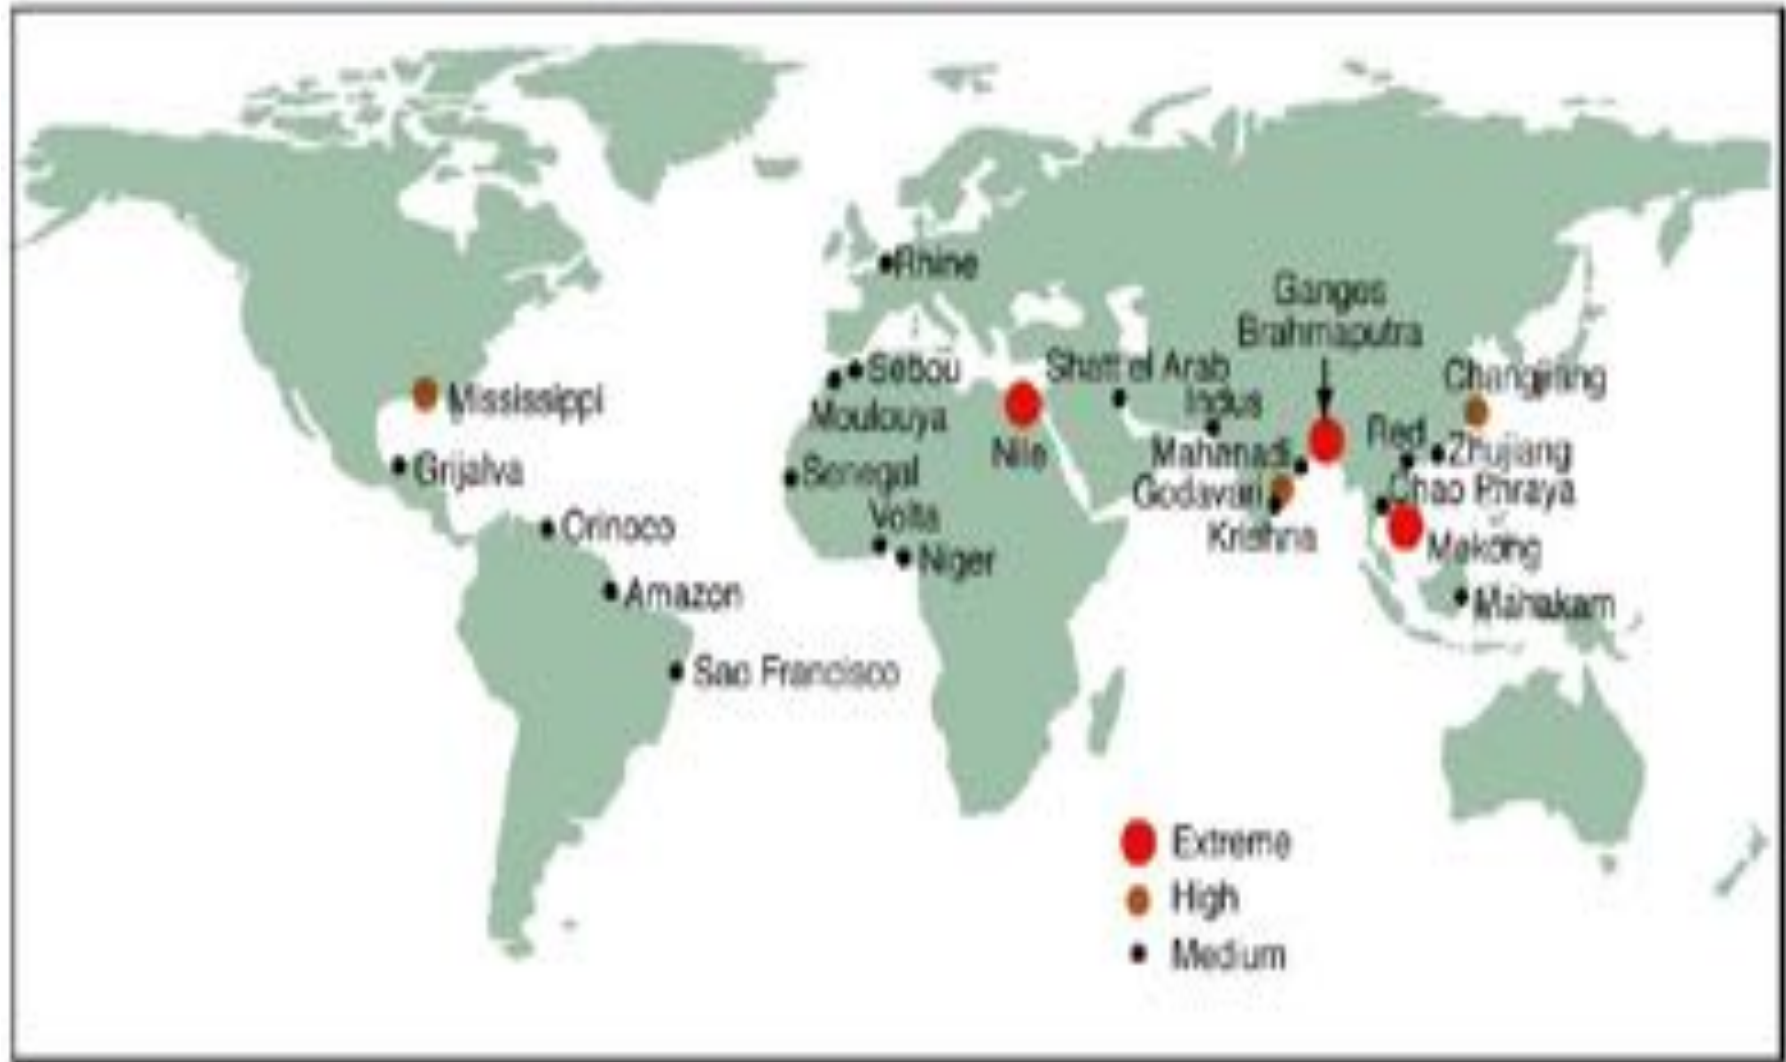 Rhine
Ganges
Brahmaputra
Sebou
Shatt el Arab
Changjiang
Mississippi
Indus
Moulouya
Red
Nile
Mahanadi
Zhujiang
Grijalva
Senegal
Godavari
Chao Phraya
Volta
Orinoco
Krishna
Niger
Mekong
Amazon
Mahakam
Sao Francisco
Extreme
High
Medium